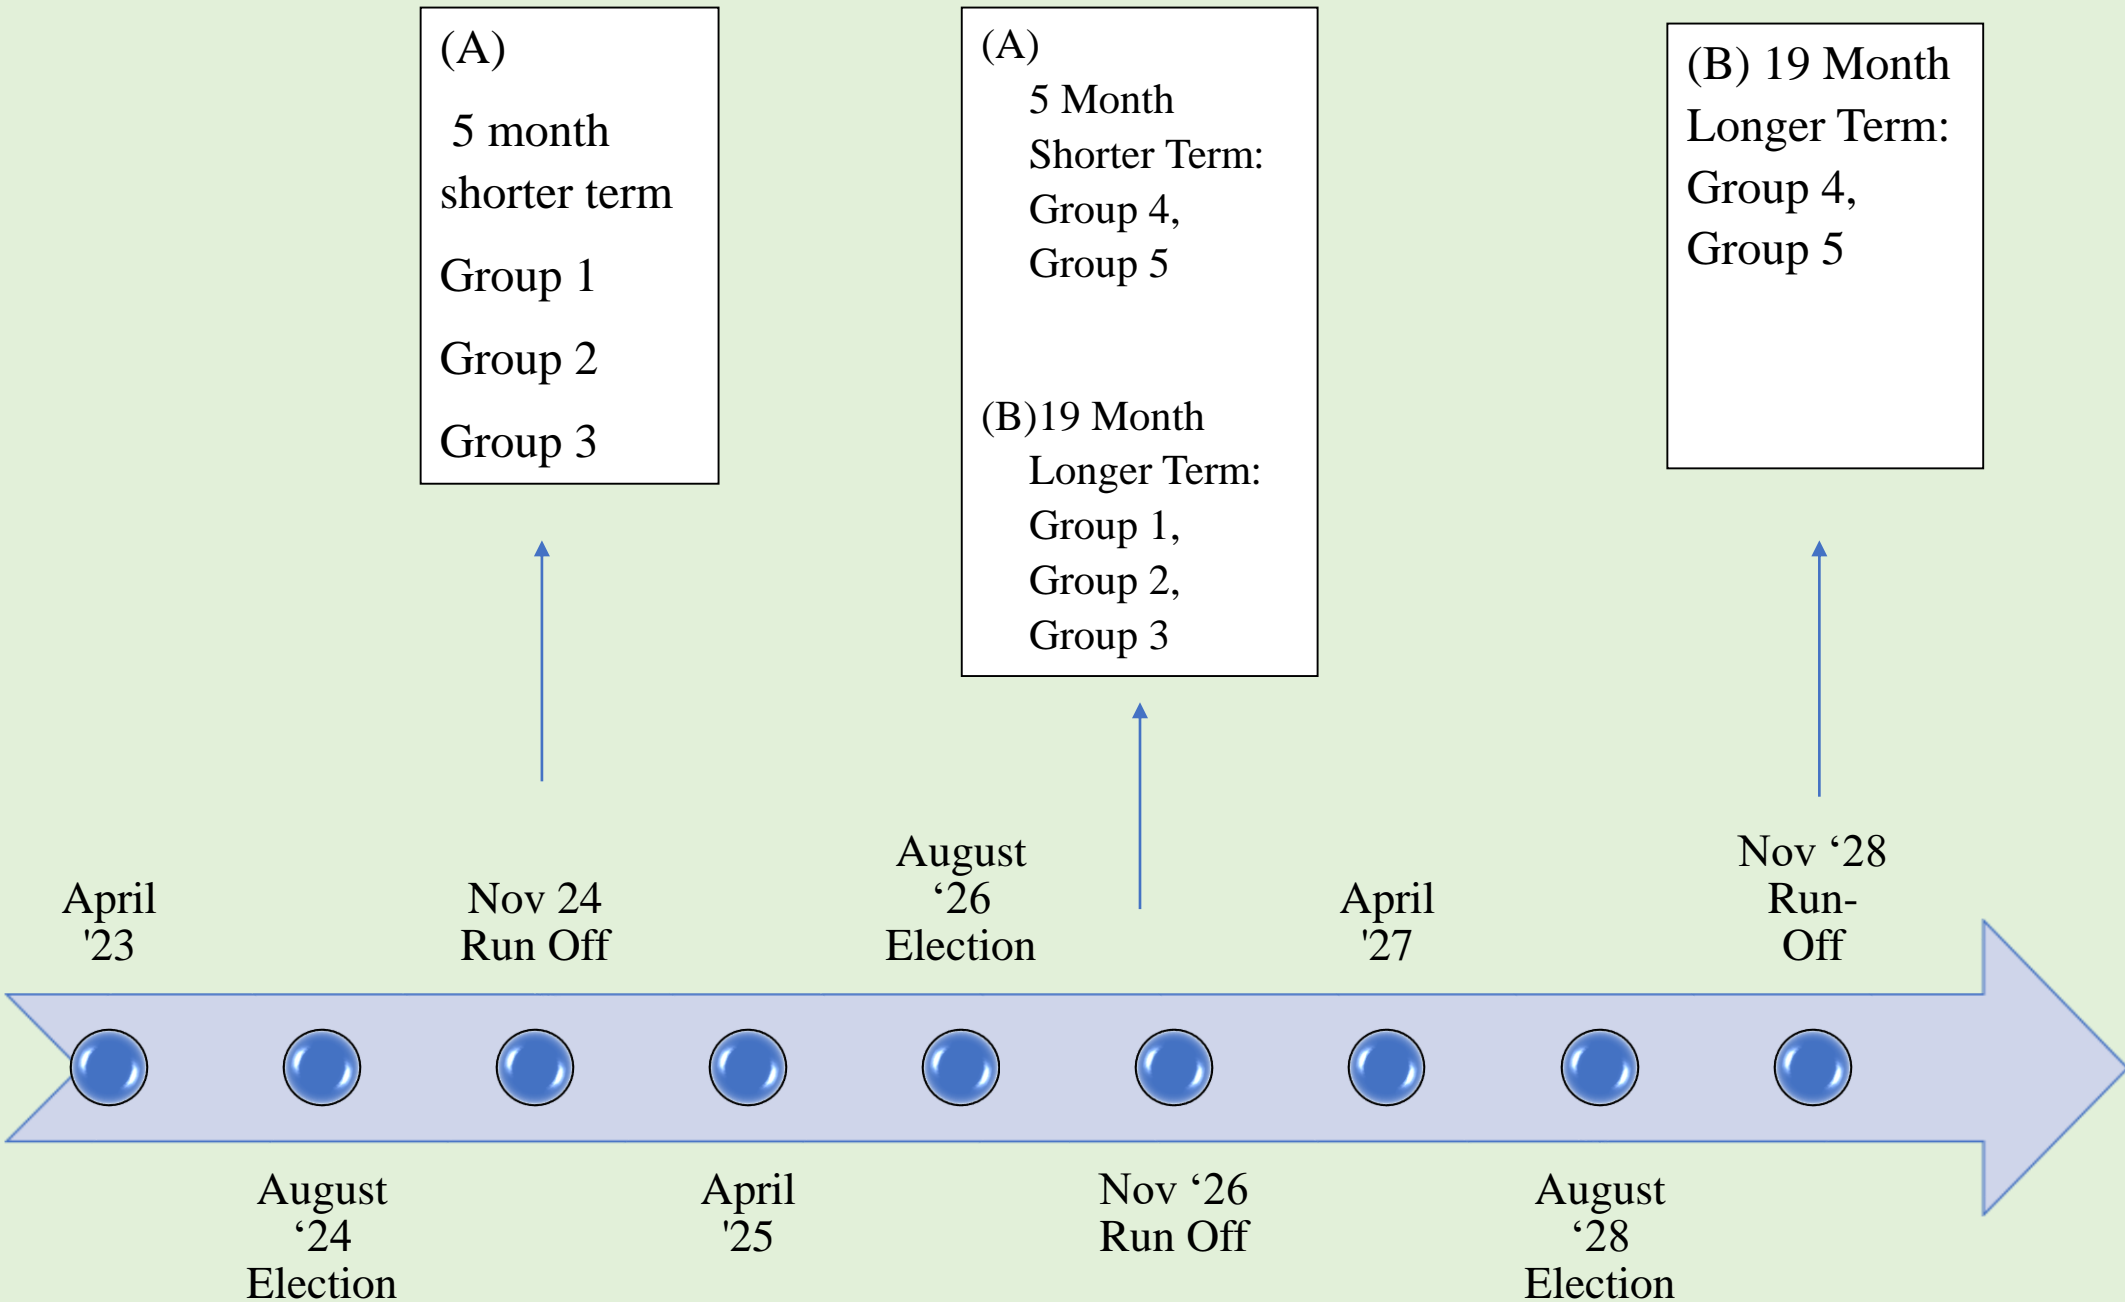 (A)
5 month
shorter term
Group 1
Group 2
Group 3
(A)
5 Month
Shorter Term:
Group 4,
Group 5
(B)19 Month
Longer Term:
Group 1,
Group 2,
Group 3
(B) 19 Month
Longer Term:
Group 4,
Group 5
April
'23
August
‘24
Election
Nov 24
Run Off
April
'25
August
‘26
Election
Nov ‘26
Run Off
April
'27
August
‘28
Election
Nov ‘28
Run-
Off